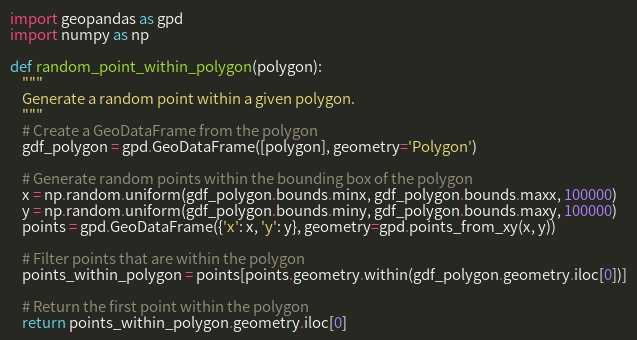 import geopandas as gpd
import numpy as np
def random_point_within_polygon(polygon):
"""
Generate a random point within a given polygon.
"""
# Create a GeoDataFrame from the polygon
gdf_polygon = gpd.GeoDataFrame([polygon], geometry='Polygon')
# Generate random points within the bounding box of the polygon
x = np.random.uniform(gdf_polygon.bounds.minx, gdf_polygon.bounds.maxx, 100000)
y = np.random.uniform(gdf_polygon.bounds.miny, gdf_polygon.bounds.maxy, 100000)
points = gpd.GeoDataFrame({'x': x, 'y': y}, geometry=gpd.points_from_xy(x, y))
# Filter points that are within the polygon
points_within_polygon = points[points.geometry.within(gdf_polygon.geometry.iloc[0])]
# Return the first point within the polygon
return points_within_polygon.geometry.iloc[0]